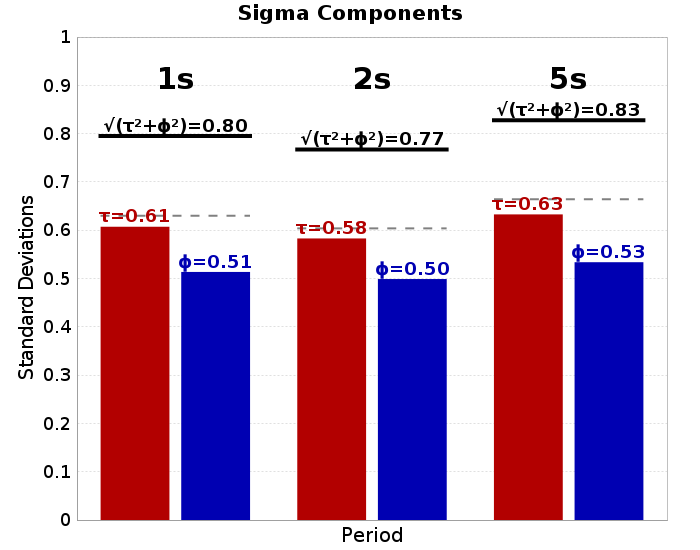 Sigma Components
1
0.9
0.8
0.7
0.6
0.5
0.4
0.3
0.2
0.1
0
Standard Deviations
1s
2s
5s
√(τ²+ϕ²)=0.80
√(τ²+ϕ²)=0.77
√(τ²+ϕ²)=0.83
τ=0.61
ϕ=0.51
τ=0.58
ϕ=0.50
τ=0.63
ϕ=0.53
Period